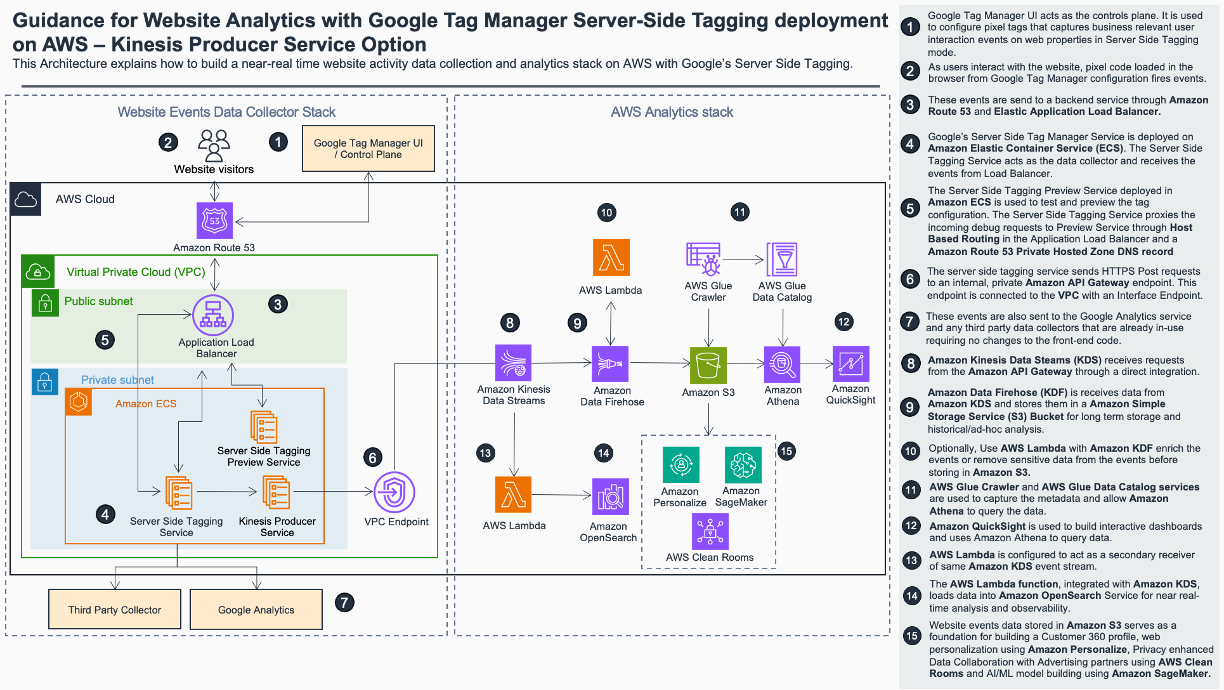 Guidance for Website Analytics with Google Tag Manager Server-Side Tagging deployment
on AWS – Kinesis Producer Service Option
This Architecture explains how to build a near-real time website activity data collection and analytics stack on AWS with Google's Server Side Tagging.
Website Events Data Collector Stack
AWS Analytics stack
2
Website visitors
1
Google Tag Manager UI
/ Control Plane
AWS Cloud
53
Amazon Route 53
Virtual Private Cloud (VPC)
Public subnet
3
5
Application Load
Balancer
Private subnet
Amazon ECS
Server Side Tagging
Preview Service
4
Server Side Tagging
Service
Kinesis Producer
Service
6
VPC Endpoint
Third Party Collector
Google Analytics
7
10
AWS Lambda
11
AWS Glue
Crawler
AWS Glue
Data Catalog
8
9
12
Amazon Kinesis
Data Streams
Amazon
Data Firehose
Amazon S3
Amazon
Athena
Amazon
QuickSight
13
AWS Lambda
14
Amazon
OpenSearch
15
Amazon
Personalize
Amazon
SageMaker
AWS Clean Rooms
1
Google Tag Manager UI acts as the controls plane. It is used
to configure pixel tags that captures business relevant user
interaction events on web properties in Server Side Tagging
mode.
2
As users interact with the website, pixel code loaded in the
browser from Google Tag Manager configuration fires events.
3
These events are send to a backend service through Amazon
Route 53 and Elastic Application Load Balancer.
4
Google's Server Side Tag Manager Service is deployed on
Amazon Elastic Container Service (ECS). The Server Side
Tagging Service acts as the data collector and receives the
events from Load Balancer.
5
The Server Side Tagging Preview Service deployed in
Amazon ECS is used to test and preview the tag
configuration. The Server Side Tagging Service proxies the
incoming debug requests to Preview Service through Host
Based Routing in the Application Load Balancer and a
Amazon Route 53 Private Hosted Zone DNS record
6
The server side tagging service sends HTTPS Post requests
to an internal, private Amazon API Gateway endpoint. This
endpoint is connected to the VPC with an Interface Endpoint.
7
These events are also sent to the Google Analytics service
and any third party data collectors that are already in-use
requiring no changes to the front-end code.
8
Amazon Kinesis Data Steams (KDS) receives requests
from the Amazon API Gateway through a direct integration.
9
Amazon Data Firehose (KDF) is receives data from
Amazon KDS and stores them in a Amazon Simple
Storage Service (S3) Bucket for long term storage and
historical/ad-hoc analysis.
10
Optionally, Use AWS Lambda with Amazon KDF enrich the
events or remove sensitive data from the events before
storing in Amazon S3.
11
AWS Glue Crawler and AWS Glue Data Catalog services
are used to capture the metadata and allow Amazon
Athena to query the data.
12
Amazon QuickSight is used to build interactive dashboards
and uses Amazon Athena to query data.
13
AWS Lambda is configured to act as a secondary receiver
of same Amazon KDS event stream.
14
The AWS Lambda function, integrated with Amazon KDS,
loads data into Amazon OpenSearch Service for near real-
time analysis and observability.
15
Website events data stored in Amazon S3 serves as a
foundation for building a Customer 360 profile, web
personalization using Amazon Personalize, Privacy enhanced
Data Collaboration with Advertising partners using AWS Clean
Rooms and AI/ML model building using Amazon SageMaker.